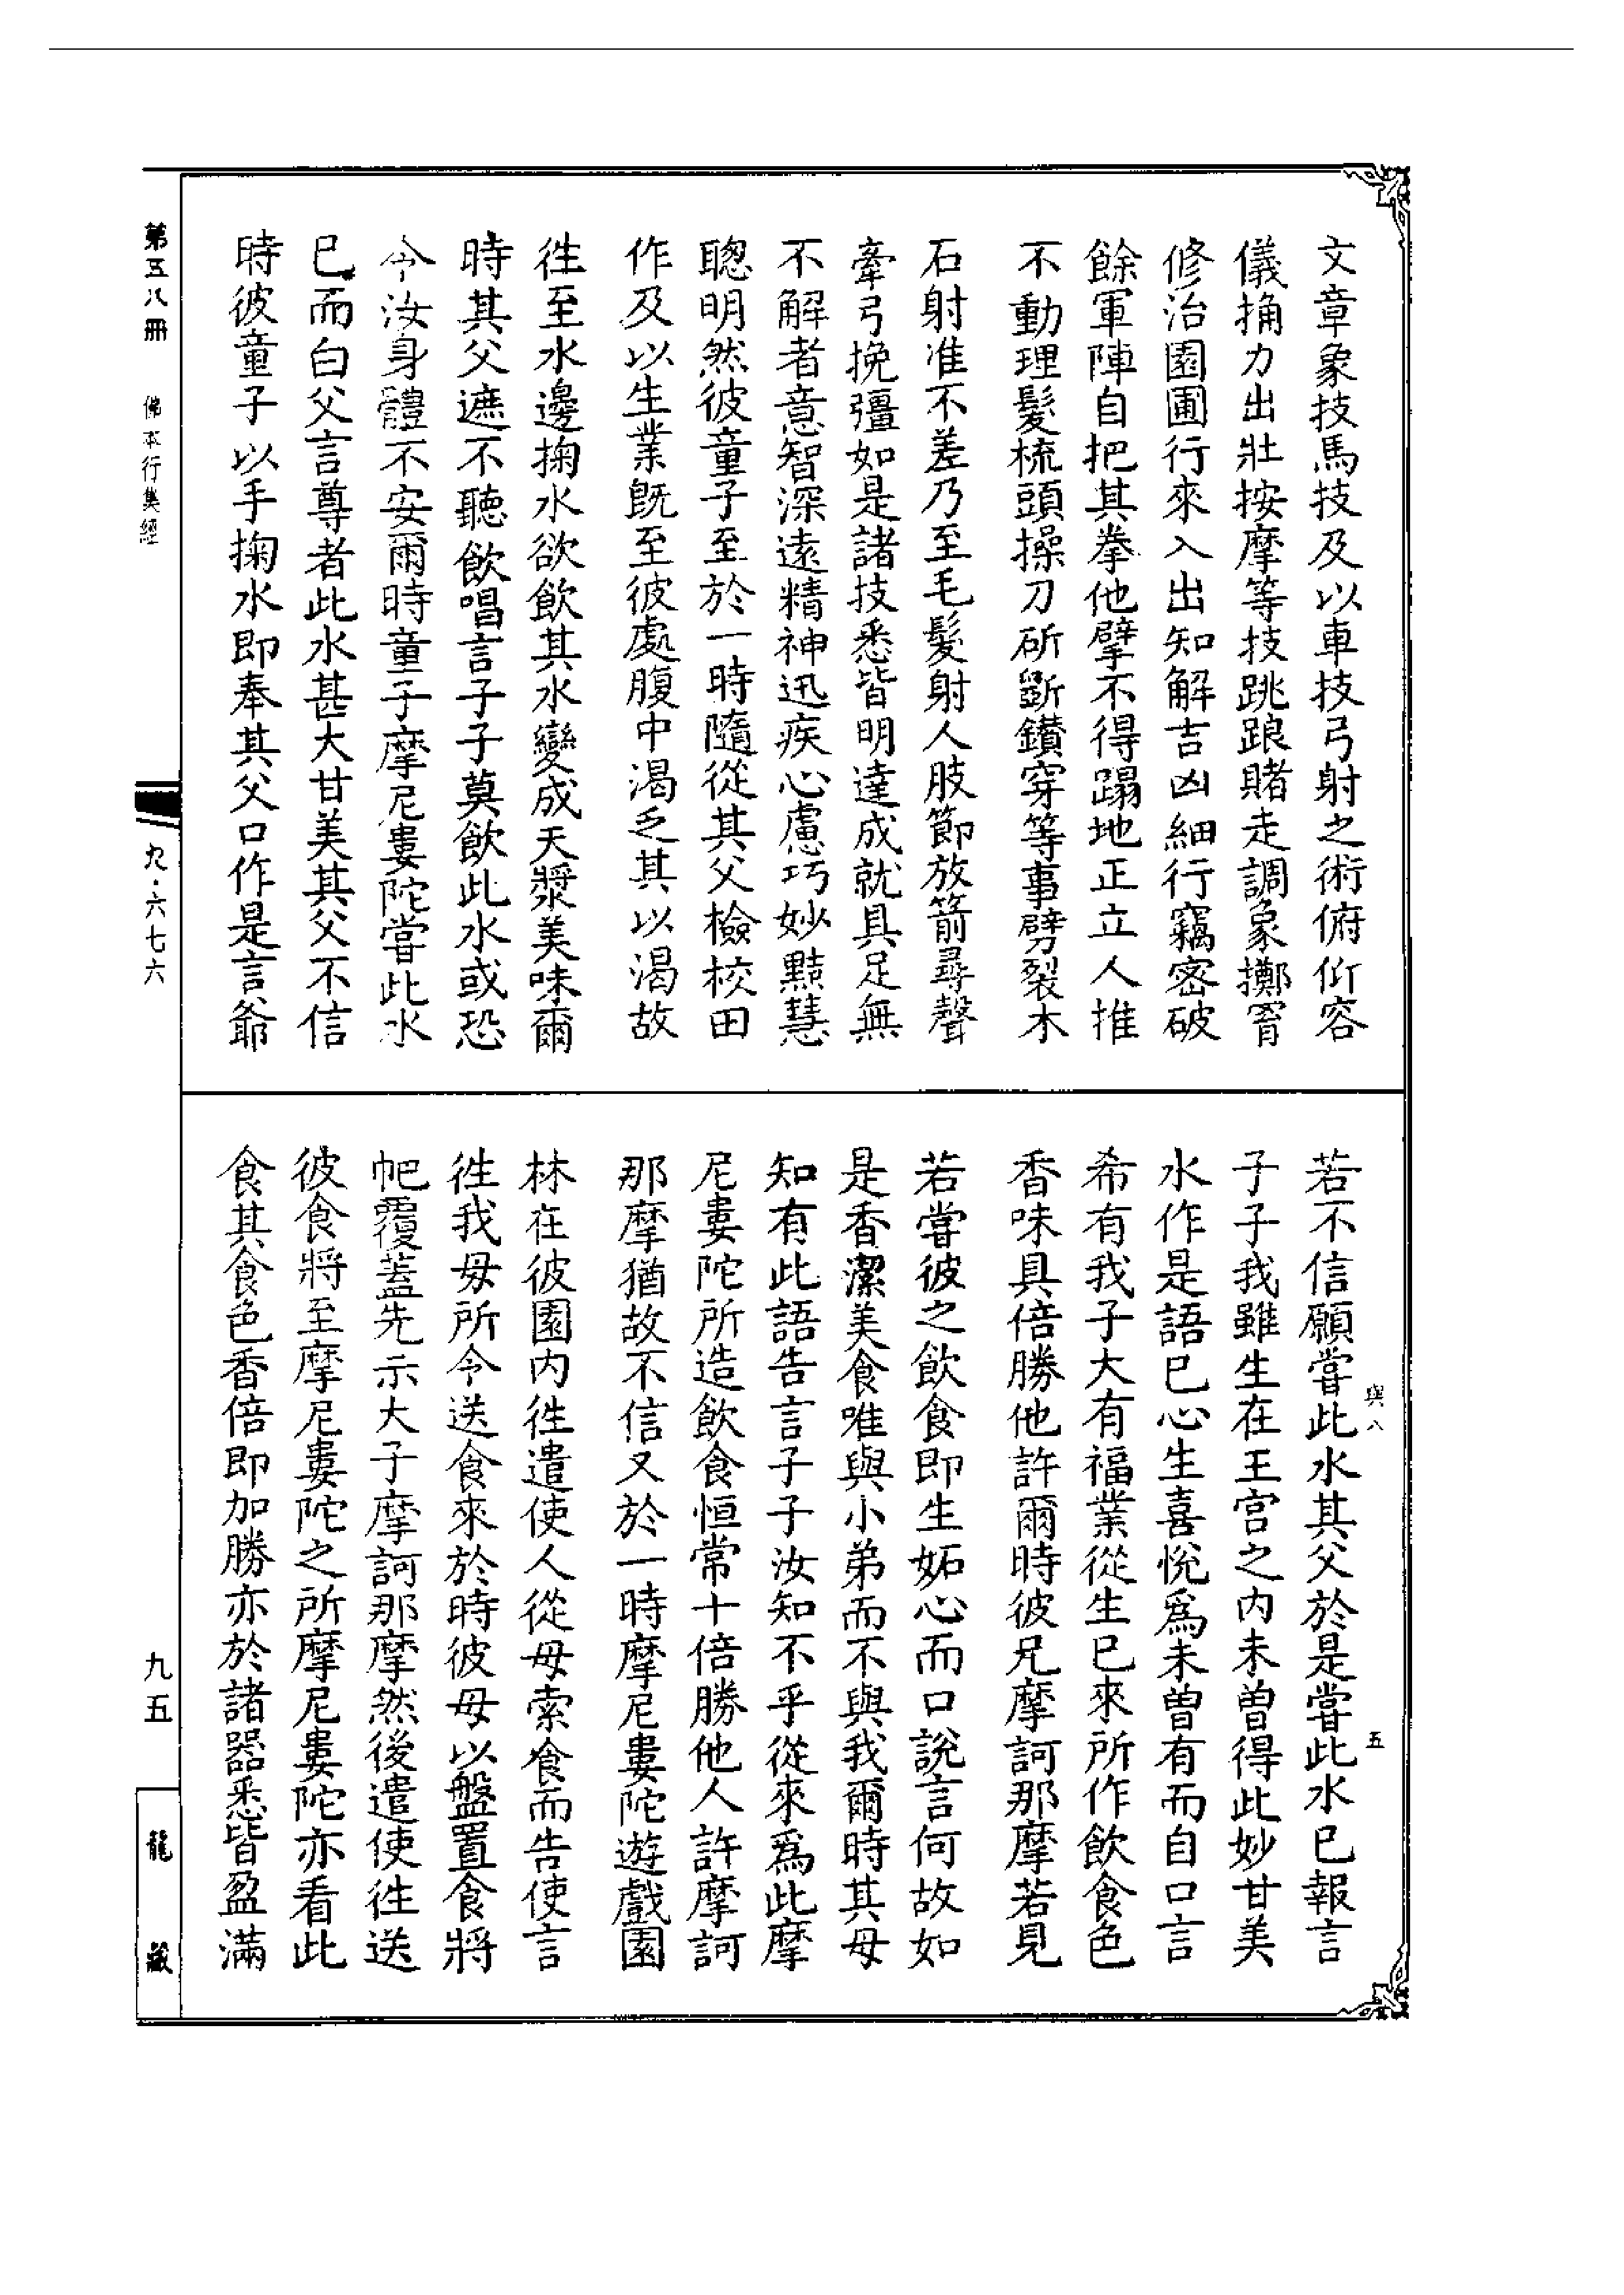 文章象技馬技及以車技弓射之術俯仰容
儀捔力出壯按摩等技跳踉賭走調象擲罥
修治園圃行來入出知解吉凶細行竊密破
餘軍陣自把其拳他擘不得蹋地正立人推
不動理髮梳頭操刀斫斷鑽穿等事劈裂木
石射准不差乃至毛髮射人肢節放箭尋聲
牽弓挽彊如是諸技悉皆明達成就具足無
不解者意智深遠精神迅疾心慮巧妙黠慧
聰明然彼童子至於一時隨從其父檢校田
作及以生業既至彼處腹中渴乏其以渴故
徃至水邊掬水欲飲其水變成天漿美味爾
時其父遮不聽飲唱言子子莫飲此水或恐
今汝身體不安爾時童子摩尼婁陀嘗此水
已而白父言尊者此水甚大甘美其父不信
時彼童子以手掬水即奉其父口作是言爺
若不信願嘗此水其父於是嘗此水已報言
子子我雖生在王宮之内未曾得此妙甘美
水作是語已心生喜悅爲未曾有而自口言
希有我子大有福業從生已來所作飲食色
香味具倍勝他許爾時彼兄摩訶那摩若見
若嘗彼之飲食即生妬心而口說言何故如
是香潔美食唯與小弟而不與我爾時其母
知有此語告言子子汝知不乎從來爲此摩
尼婁陀所造飲食恒常十倍勝他人許摩訶
那摩猶故不信又於一時摩尼婁陀遊戲園
林在彼園内徃遣使人從母索食而告使言
徃我母所今送食來於時彼母以盤置食將
帊覆蓋先示大子摩訶那摩然後遣使徃送
彼食將至摩尼婁陀之所摩尼婁陀亦看此
食其食色香倍即加勝亦於諸器悉皆盈滿
與八
五
第五八冊
佛本行集經
九·六七六
九五
龍藏